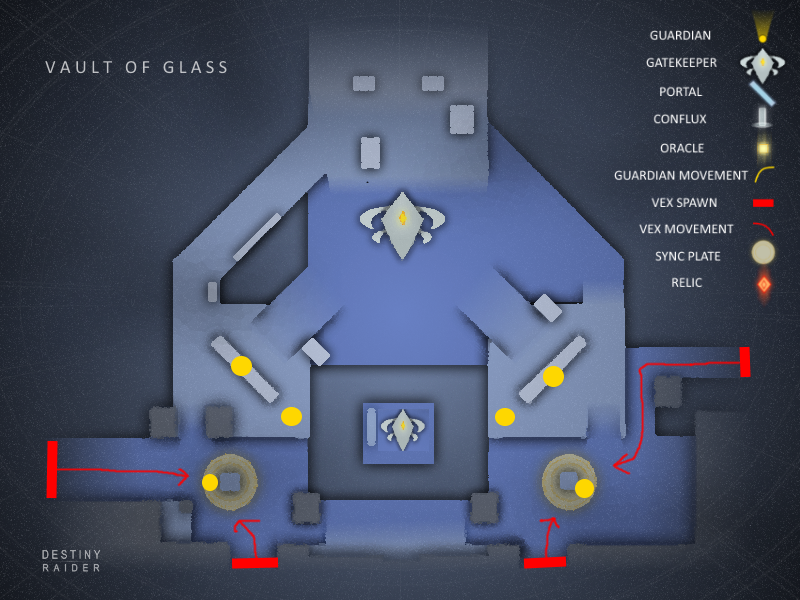 VAULT OF GLASS
GUARDIAN
GATEKEEPER
PORTAL
CONFLUX
ORACLE
GUARDIAN MOVEMENT
VEX SPAWN
VEX MOVEMENT
SYNC PLATE
RELIC
DESTINY
RAIDER